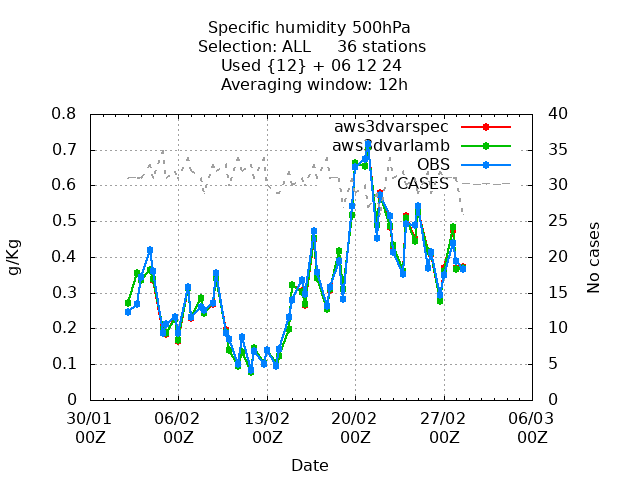 Specific humidity 500hPa
Selection: ALL     36 stations
Used {12} + 06 12 24
Averaging window: 12h
aws3dvarspec
aws3dvarlamb
OBS
CASES
0.8
0.7
0.6
0.5
0.4
0.3
0.2
0.1
0
g/Kg
40
35
30
25
20
15
10
5
0
No cases
30/01 06/02 13/02 20/02 27/02 06/03
00Z 00Z 00Z 00Z 00Z 00Z
Date